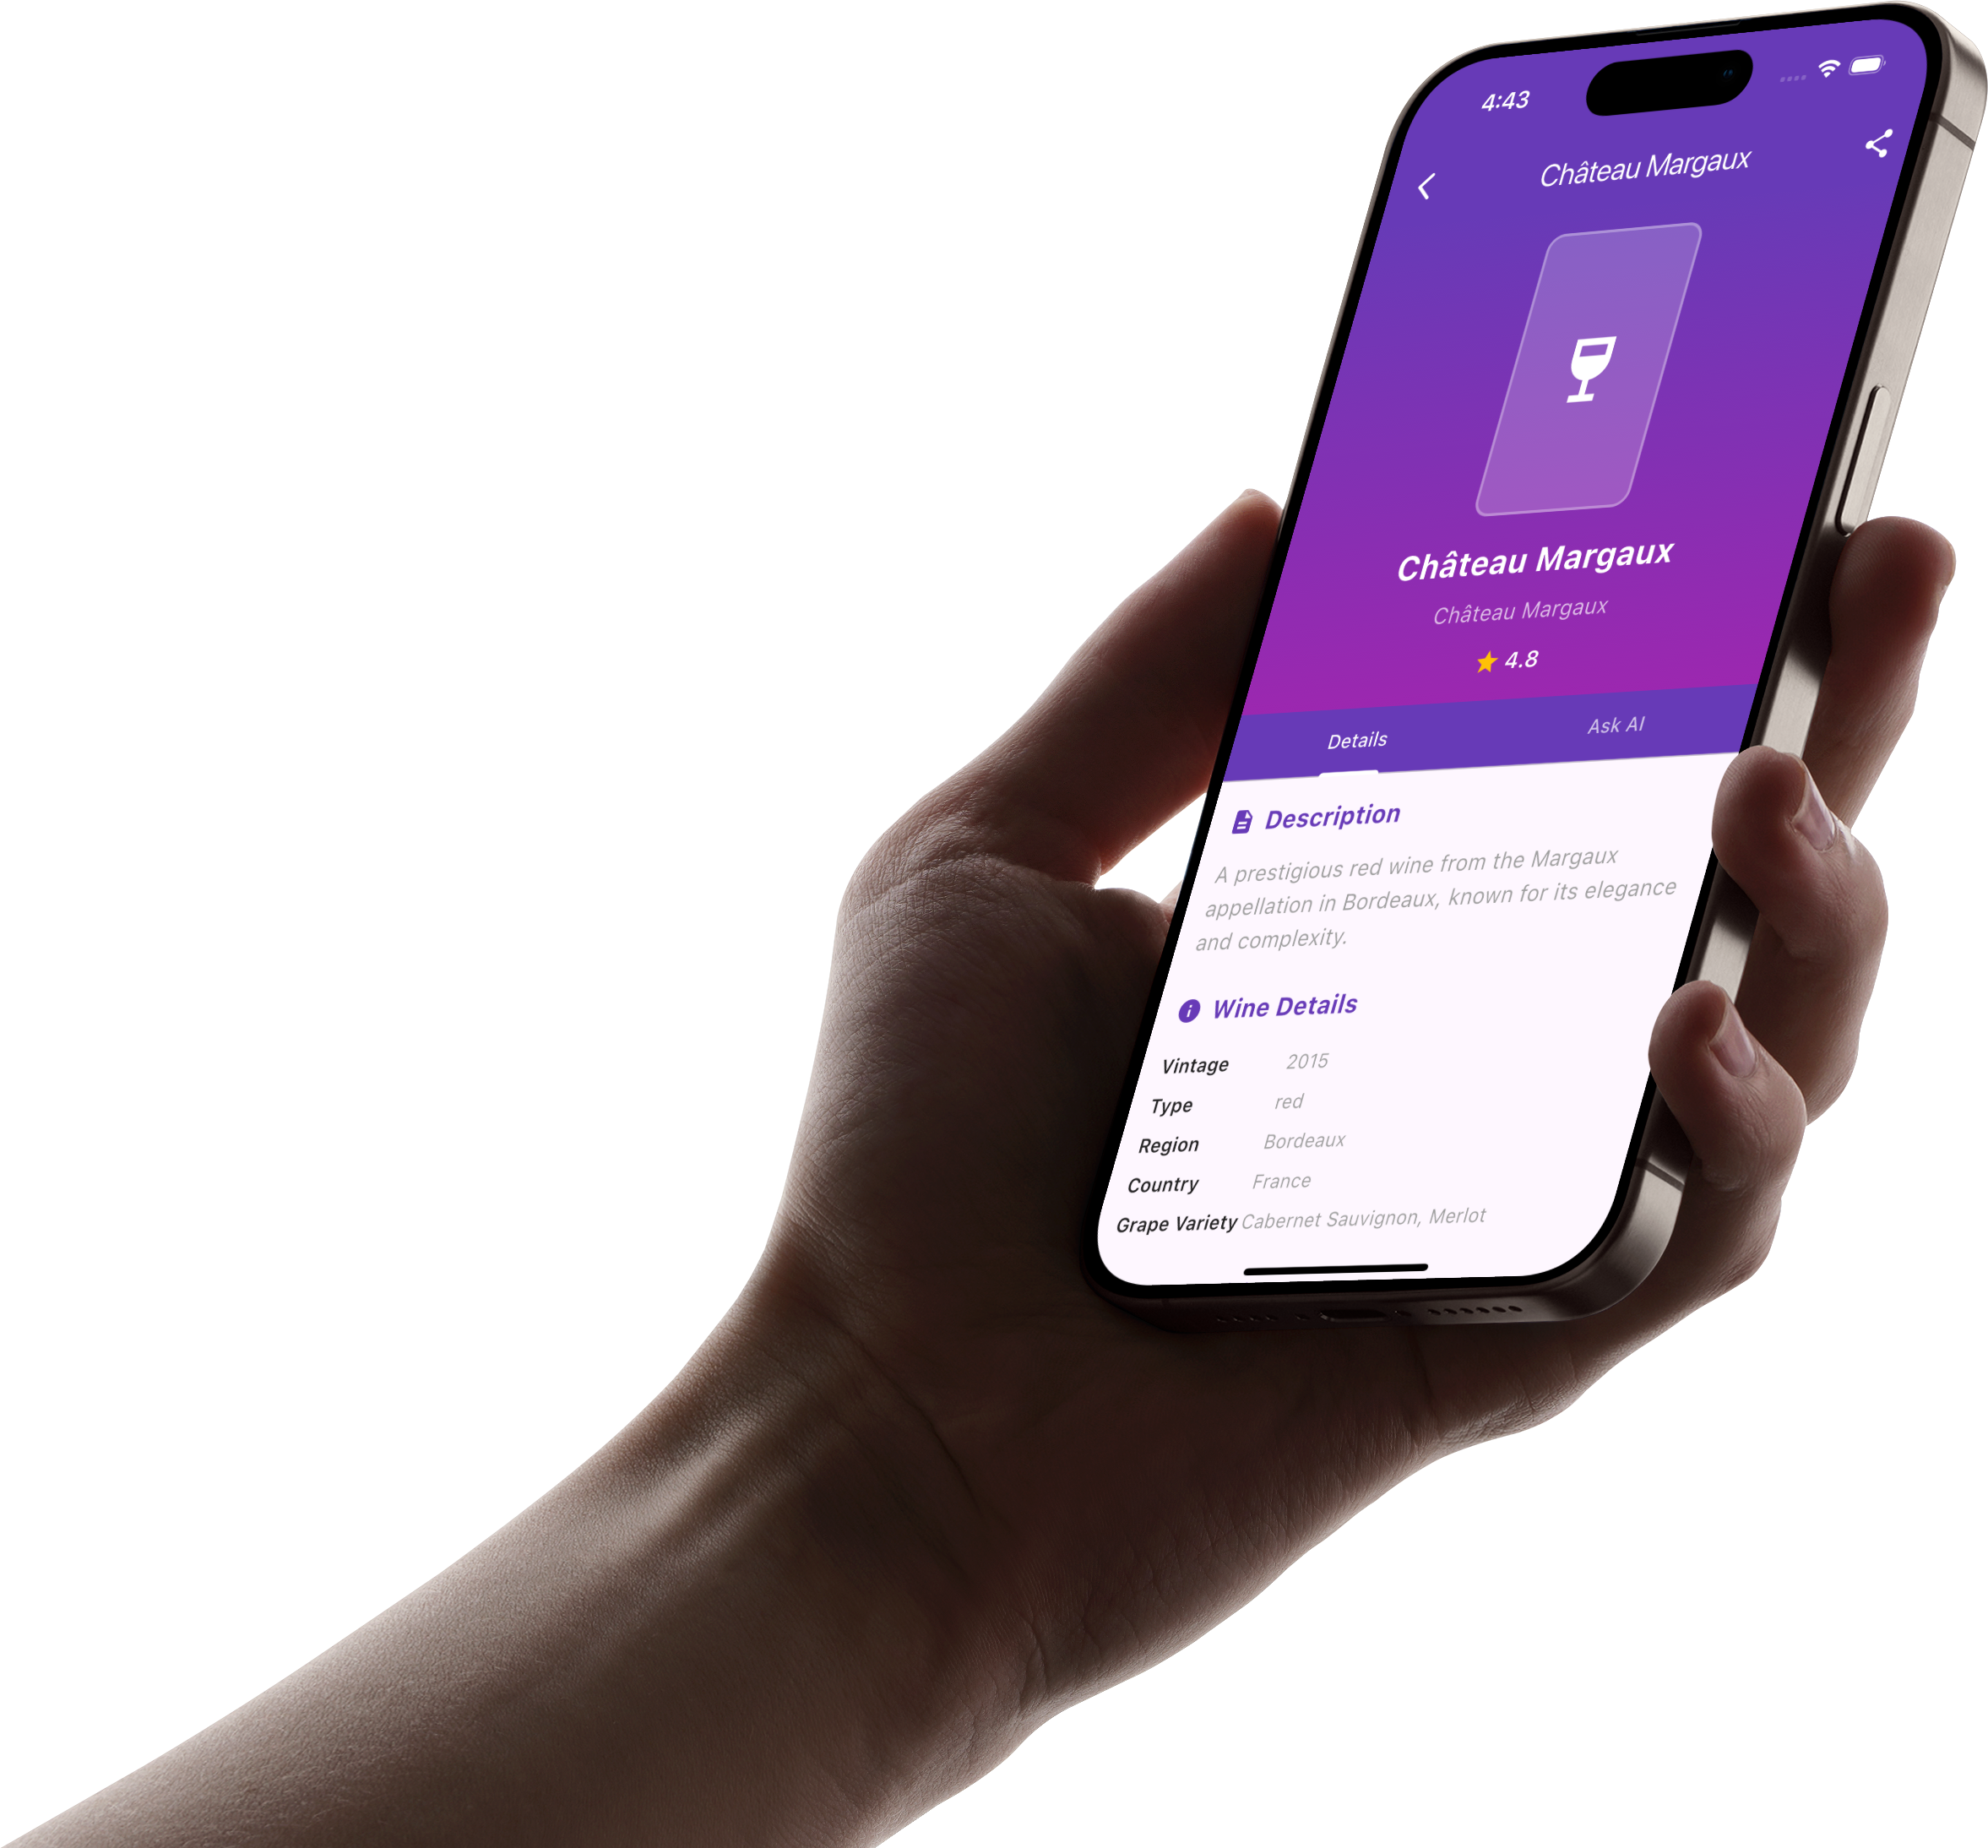 4:43
Château Margaux
Château Margaux
Château Margaux
4.8
Details
Ask AI
Description
A prestigious red wine from the Margaux
appellation in Bordeaux, known for its elegance
and complexity.
Wine Details
Vintage 2015
Type red
Region Bordeaux
Country France
Grape Variety Cabernet Sauvignon, Merlot